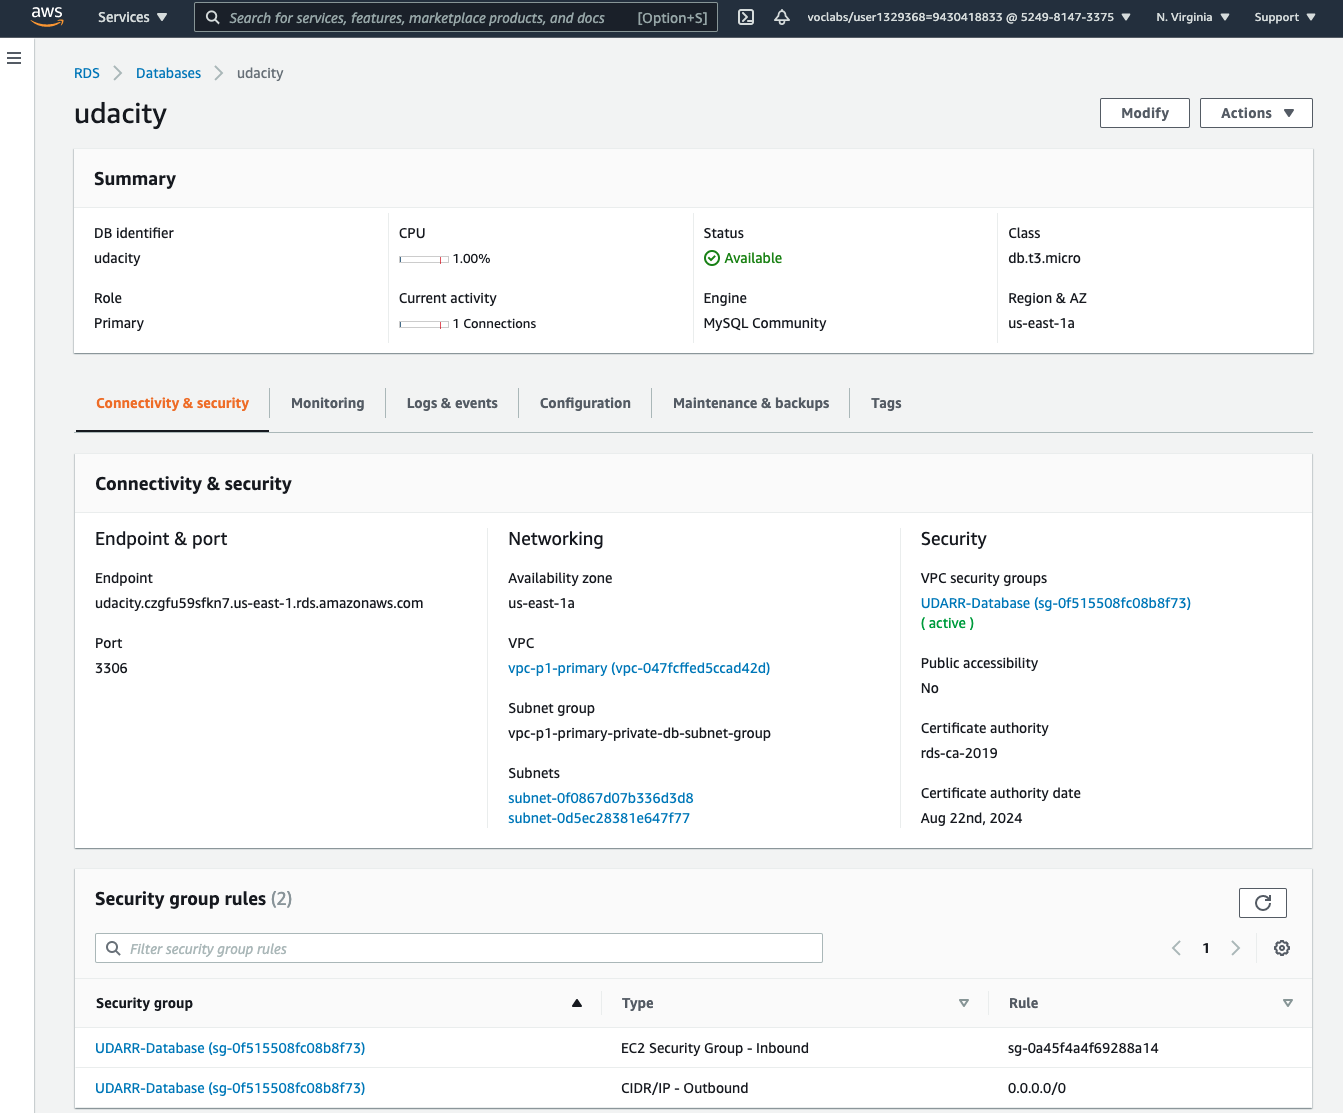 aws Services ▼ Search for services, features, marketplace products, and docs [Option+S] voclabs/user1329368=9430418833 @ 5249-8147-3375 ▼ N. Virginia ▼ Support ▼
RDS > Databases > udacity
udacity
Modify Actions ▼
Summary
DB identifier CPU Status Class
udacity 1.00% Available db.t3.micro
Role Current activity Engine Region & AZ
Primary 1 Connections MySQL Community us-east-1a
Connectivity & security Monitoring Logs & events Configuration Maintenance & backups Tags
Connectivity & security
Endpoint & port
Endpoint
udacity.czgfu59sfkn7.us-east-1.rds.amazonaws.com
Port
3306
Networking
Availability zone
us-east-1a
VPC
vpc-p1-primary (vpc-047fcffed5ccad42d)
Subnet group
vpc-p1-primary-private-db-subnet-group
Subnets
subnet-0f0867d07b336d3d8
subnet-0d5ec28381e647f77
Security
VPC security groups
UDARR-Database (sg-0f515508fc08b8f73)
( active )
Public accessibility
No
Certificate authority
rds-ca-2019
Certificate authority date
Aug 22nd, 2024
Security group rules (2)
Filter security group rules
1
Security group Type Rule
UDARR-Database (sg-0f515508fc08b8f73) EC2 Security Group - Inbound sg-0a45f4a4f69288a14
UDARR-Database (sg-0f515508fc08b8f73) CIDR/IP - Outbound 0.0.0.0/0